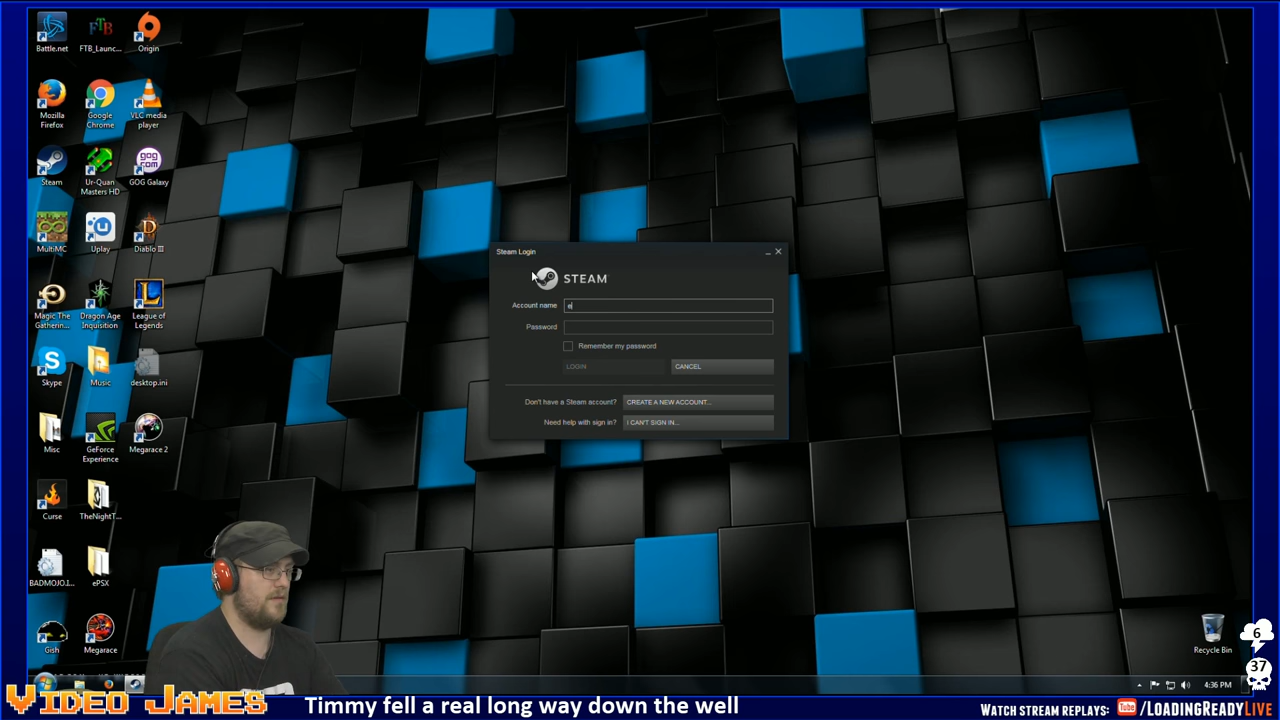 Battle.net
FTB_Launc...
Origin
Mozilla Firefox
Google Chrome
VLC media player
Steam
Ur-Quan Masters HD
GOG.COM
GOG Galaxy
MultiMC
Uplay
Diablo III
Magic The Gatherin...
Dragon Age Inquisition
League of Legends
Skype
Music
desktop.ini
Misc
GeForce Experience
Megarace 2
Curse
TheNightT...
BADMOJO.I...
ePSX
Gish
Megarace
Steam Login
STEAM
Account name
Password
Remember my password
LOGIN
CANCEL
Don't have a Steam account?
CREATE A NEW ACCOUNT...
Need help with sign in?
I CAN'T SIGN IN...
Recycle Bin
6
37
4:36 PM
VIDEO JAMES
Timmy fell a real long way down the well
WATCH STREAM REPLAYS: YouTube /LOADINGREADYLIVE